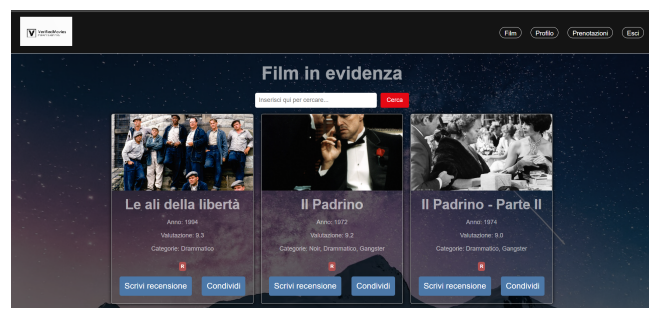 VerifiedMovies
Film
Profilo
Prenotazioni
Esci
Film in evidenza
Inserisci qui per cercare...
Cerca
Le ali della libertà
Anno: 1994
Valutazione: 9.3
Categorie: Drammatico
R
Scrivi recensione
Condividi
Il Padrino
Anno: 1972
Valutazione: 9.2
Categorie: Noir, Drammatico, Gangster
R
Scrivi recensione
Condividi
Il Padrino - Parte II
Anno: 1974
Valutazione: 9.0
Categorie: Drammatico, Gangster
R
Scrivi recensione
Condividi